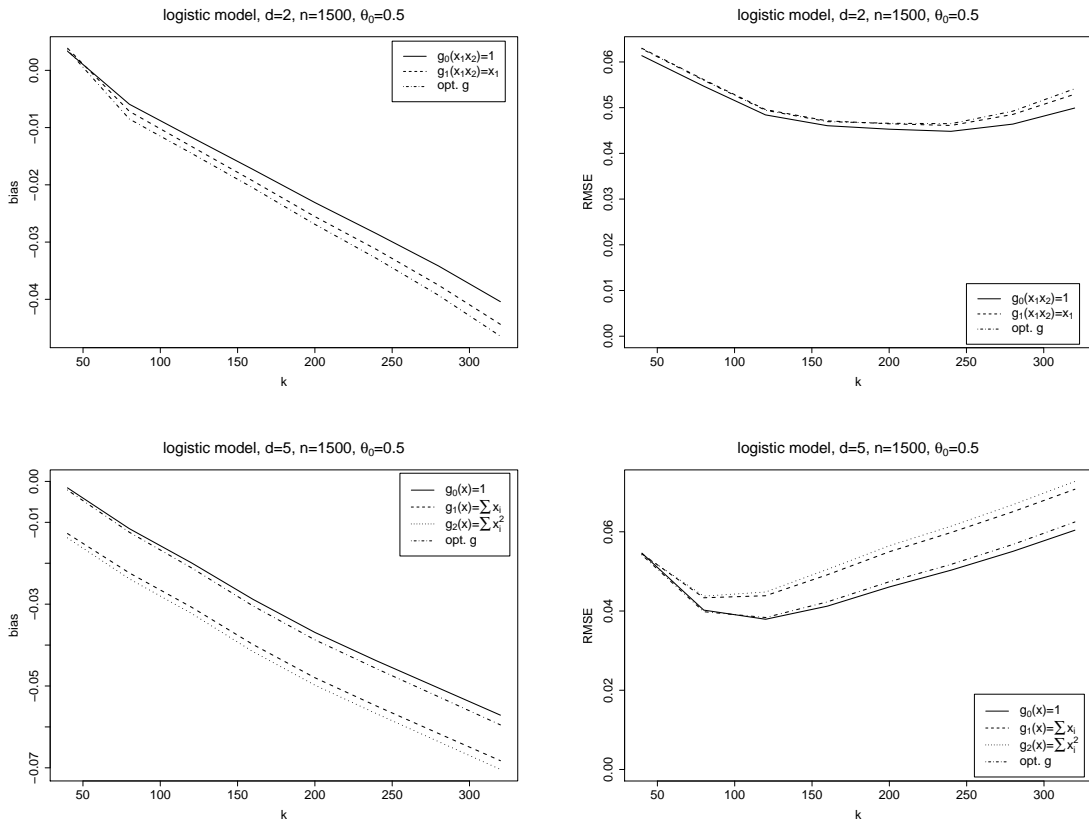 logistic model, d=2, n=1500, θ₀=0.5
bias
0.00
−0.01
−0.02
−0.03
−0.04
50 100 150 200 250 300
k
g₀(x₁x₂)=1
g₁(x₁x₂)=x₁
opt. g
logistic model, d=2, n=1500, θ₀=0.5
RMSE
0.06
0.05
0.04
0.03
0.02
0.01
0.00
50 100 150 200 250 300
k
g₀(x₁x₂)=1
g₁(x₁x₂)=x₁
opt. g
logistic model, d=5, n=1500, θ₀=0.5
bias
0.00
−0.01
−0.03
−0.05
−0.07
50 100 150 200 250 300
k
g₀(x)=1
g₁(x)=∑xᵢ
g₂(x)=∑xᵢ²
opt. g
logistic model, d=5, n=1500, θ₀=0.5
RMSE
0.06
0.04
0.02
0.00
50 100 150 200 250 300
k
g₀(x)=1
g₁(x)=∑xᵢ
g₂(x)=∑xᵢ²
opt. g